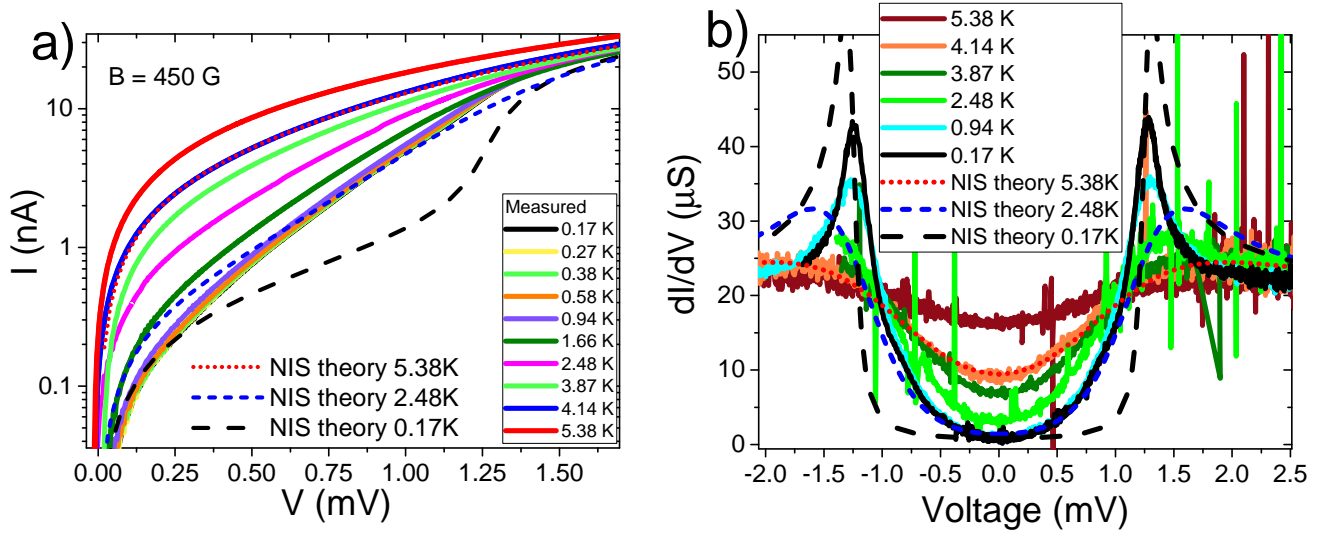 a)
B = 450 G
I (nA)
10
1
0.1
Measured
0.17 K
0.27 K
0.38 K
0.58 K
0.94 K
1.66 K
2.48 K
3.87 K
4.14 K
5.38 K
NIS theory 5.38K
NIS theory 2.48K
NIS theory 0.17K
0.00 0.25 0.50 0.75 1.00 1.25 1.50
V (mV)
b)
5.38 K
4.14 K
3.87 K
2.48 K
0.94 K
0.17 K
NIS theory 5.38K
NIS theory 2.48K
NIS theory 0.17K
dI/dV (µS)
50
40
30
20
10
0
-2.0 -1.5 -1.0 -0.5 0.0 0.5 1.0 1.5 2.0 2.5
Voltage (mV)